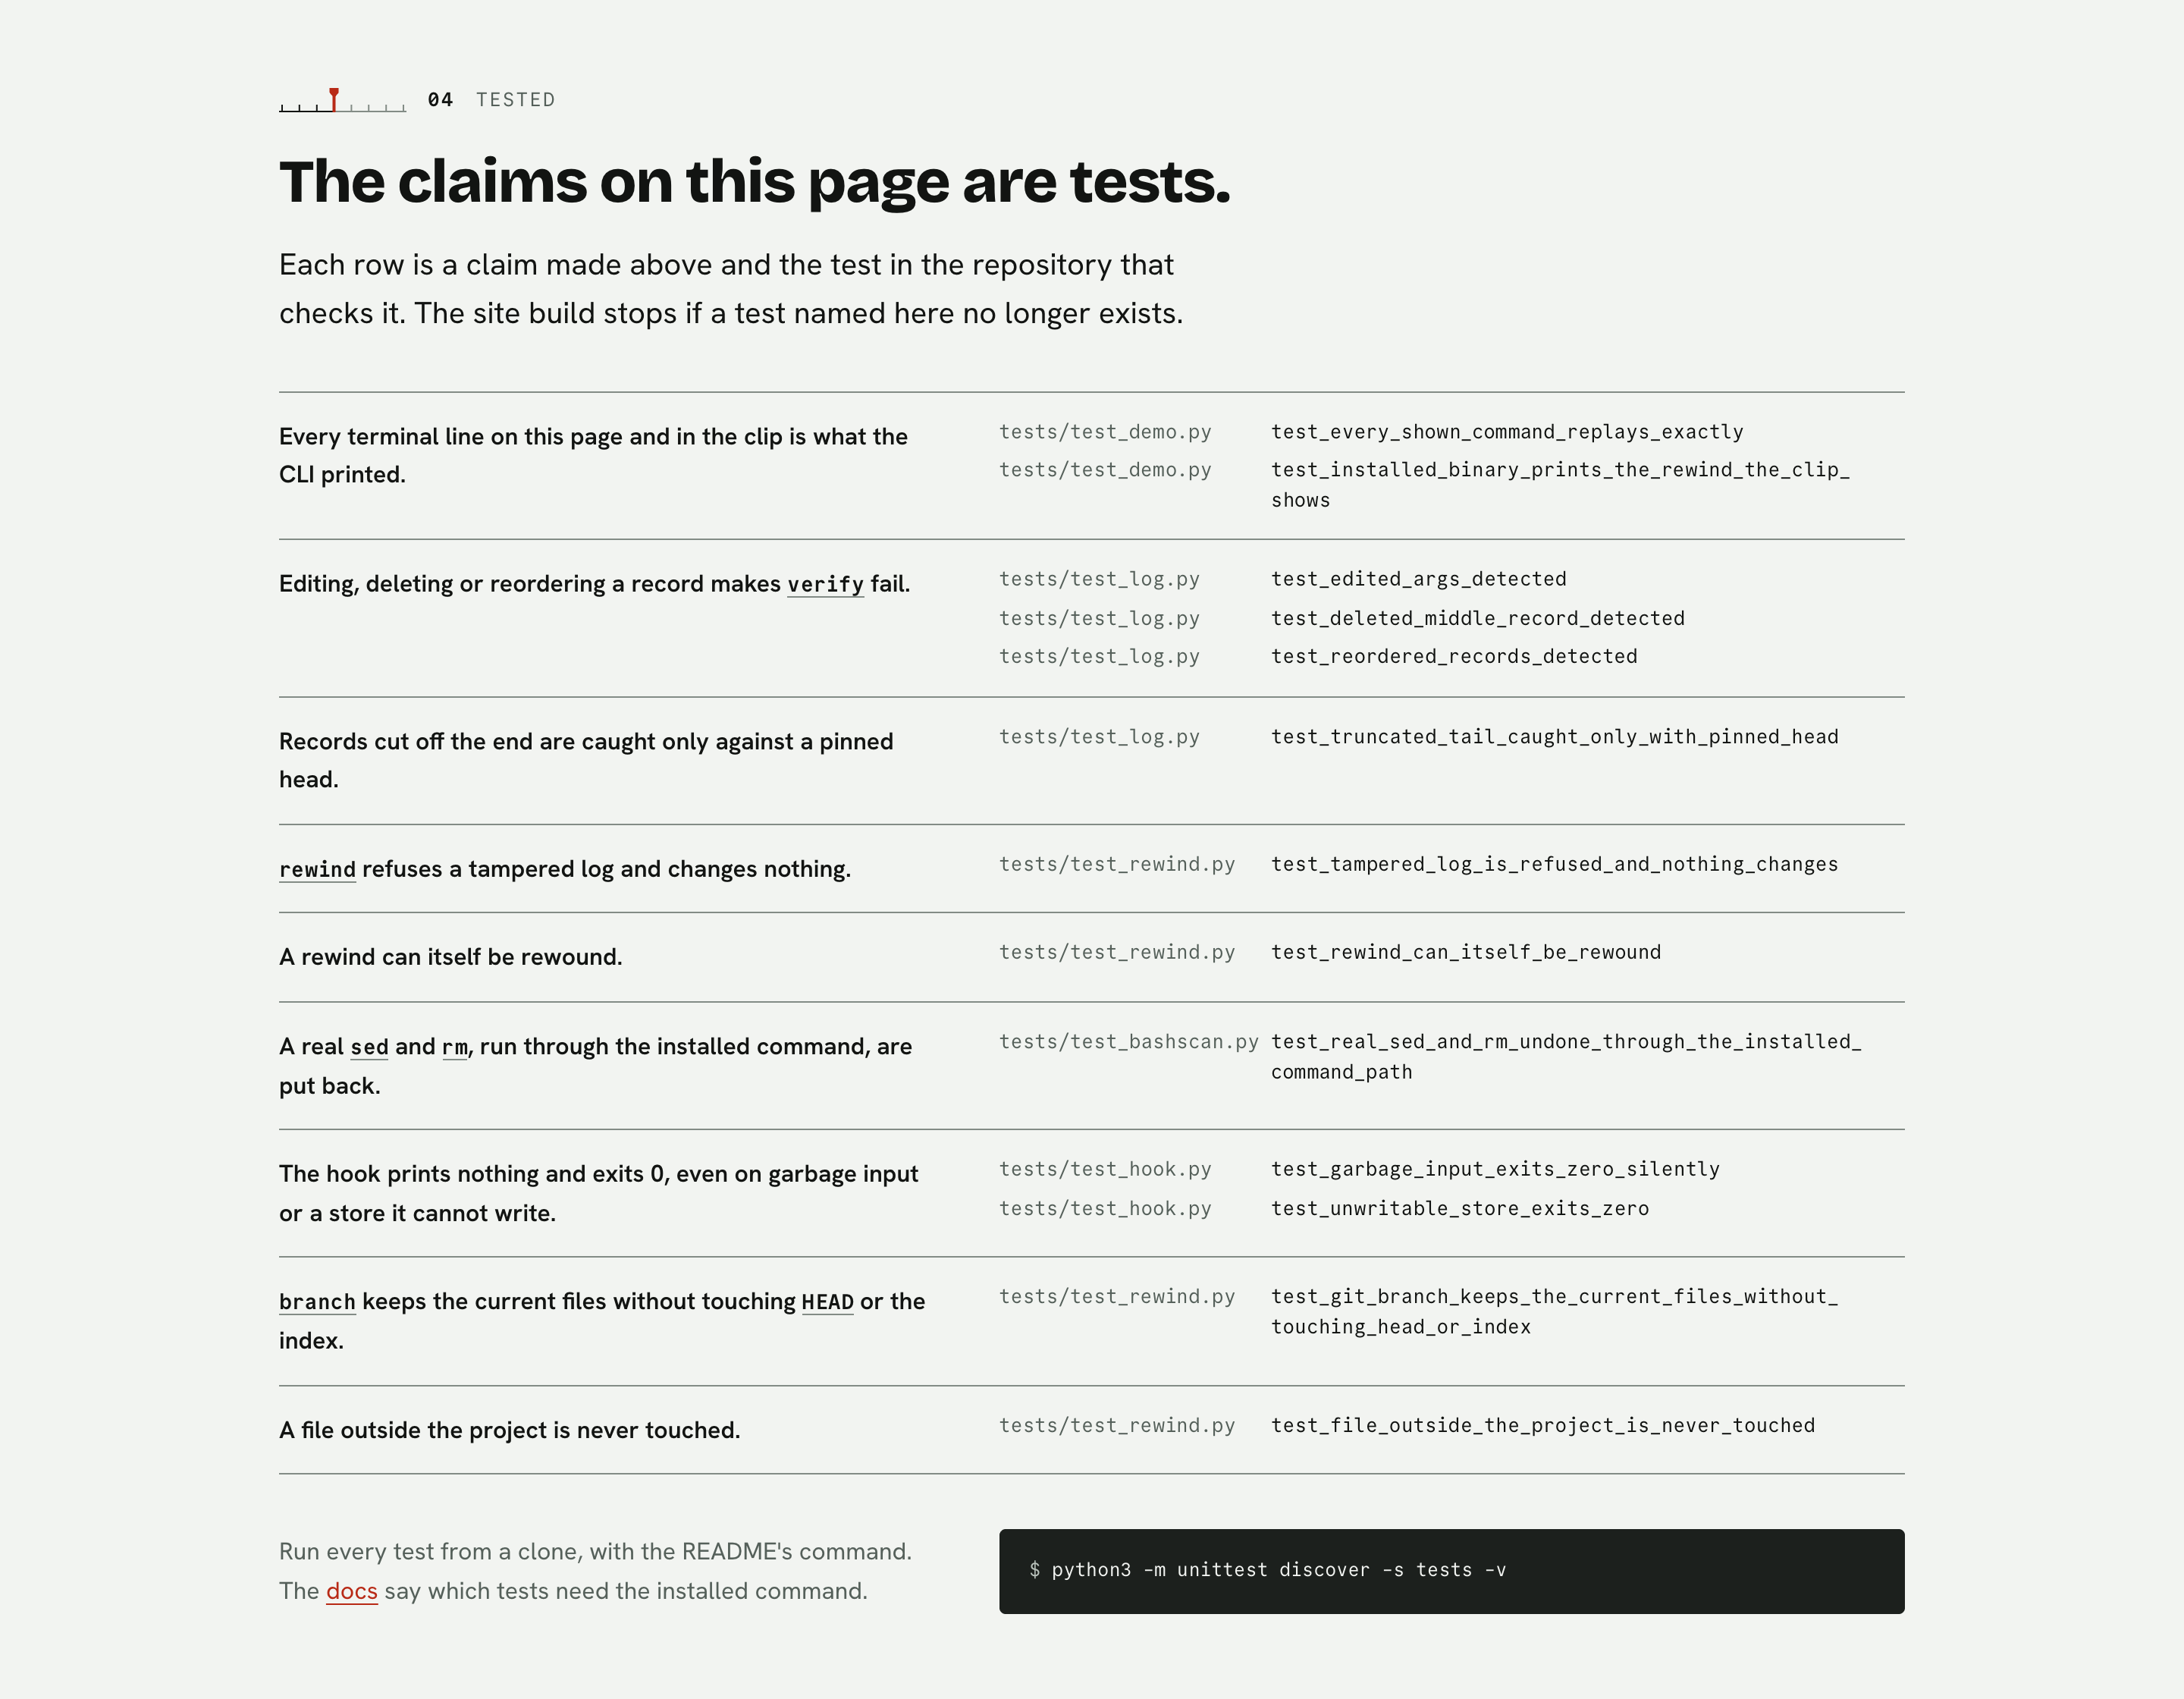 04 TESTED
The claims on this page are tests.
Each row is a claim made above and the test in the repository that
checks it. The site build stops if a test named here no longer exists.
Every terminal line on this page and in the clip is what the
CLI printed.
tests/test_demo.py test_every_shown_command_replays_exactly
tests/test_demo.py test_installed_binary_prints_the_rewind_the_clip_
shows
Editing, deleting or reordering a record makes verify fail.
tests/test_log.py test_edited_args_detected
tests/test_log.py test_deleted_middle_record_detected
tests/test_log.py test_reordered_records_detected
Records cut off the end are caught only against a pinned
head.
tests/test_log.py test_truncated_tail_caught_only_with_pinned_head
rewind refuses a tampered log and changes nothing.
tests/test_rewind.py test_tampered_log_is_refused_and_nothing_changes
A rewind can itself be rewound.
tests/test_rewind.py test_rewind_can_itself_be_rewound
A real sed and rm, run through the installed command, are
put back.
tests/test_bashscan.py test_real_sed_and_rm_undone_through_the_installed_
command_path
The hook prints nothing and exits 0, even on garbage input
or a store it cannot write.
tests/test_hook.py test_garbage_input_exits_zero_silently
tests/test_hook.py test_unwritable_store_exits_zero
branch keeps the current files without touching HEAD or the
index.
tests/test_rewind.py test_git_branch_keeps_the_current_files_without_
touching_head_or_index
A file outside the project is never touched.
tests/test_rewind.py test_file_outside_the_project_is_never_touched
Run every test from a clone, with the README's command.
The docs say which tests need the installed command.
$ python3 -m unittest discover -s tests -v